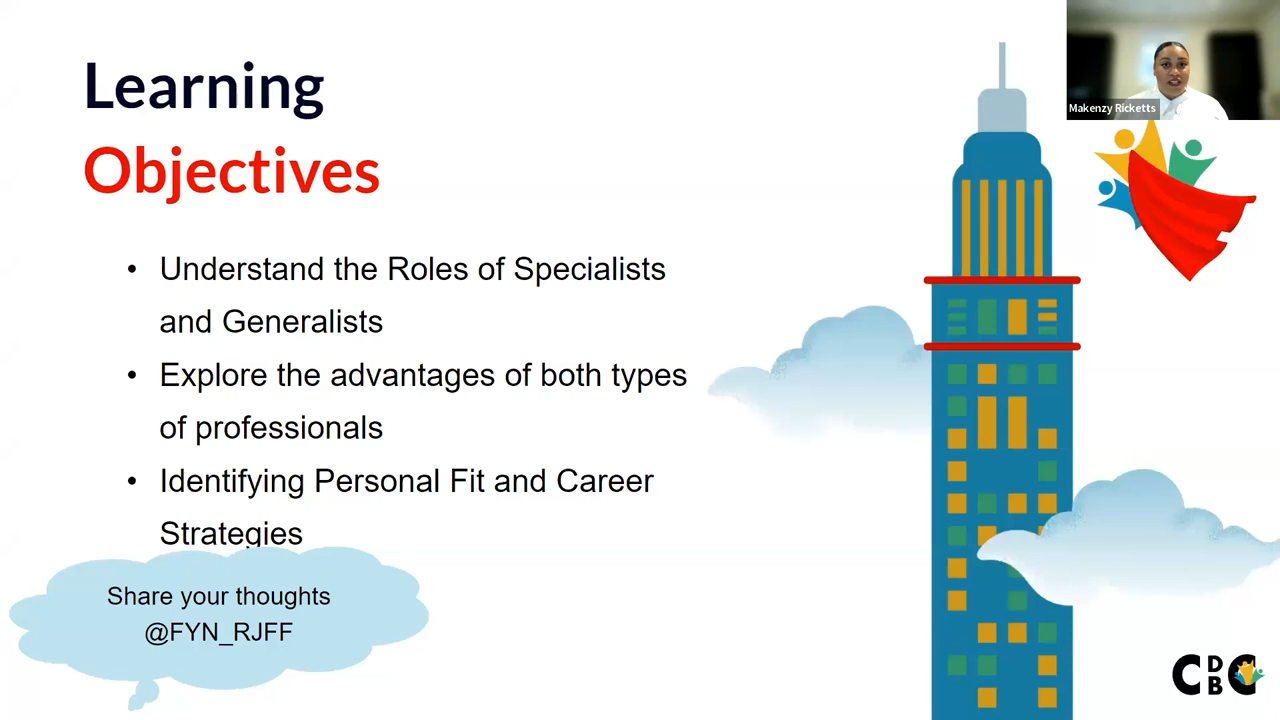 Learning
Objectives
• Understand the Roles of Specialists
and Generalists
• Explore the advantages of both types
of professionals
• Identifying Personal Fit and Career
Strategies
Share your thoughts
@FYN_RJFF
Makenzy Ricketts
CDBC